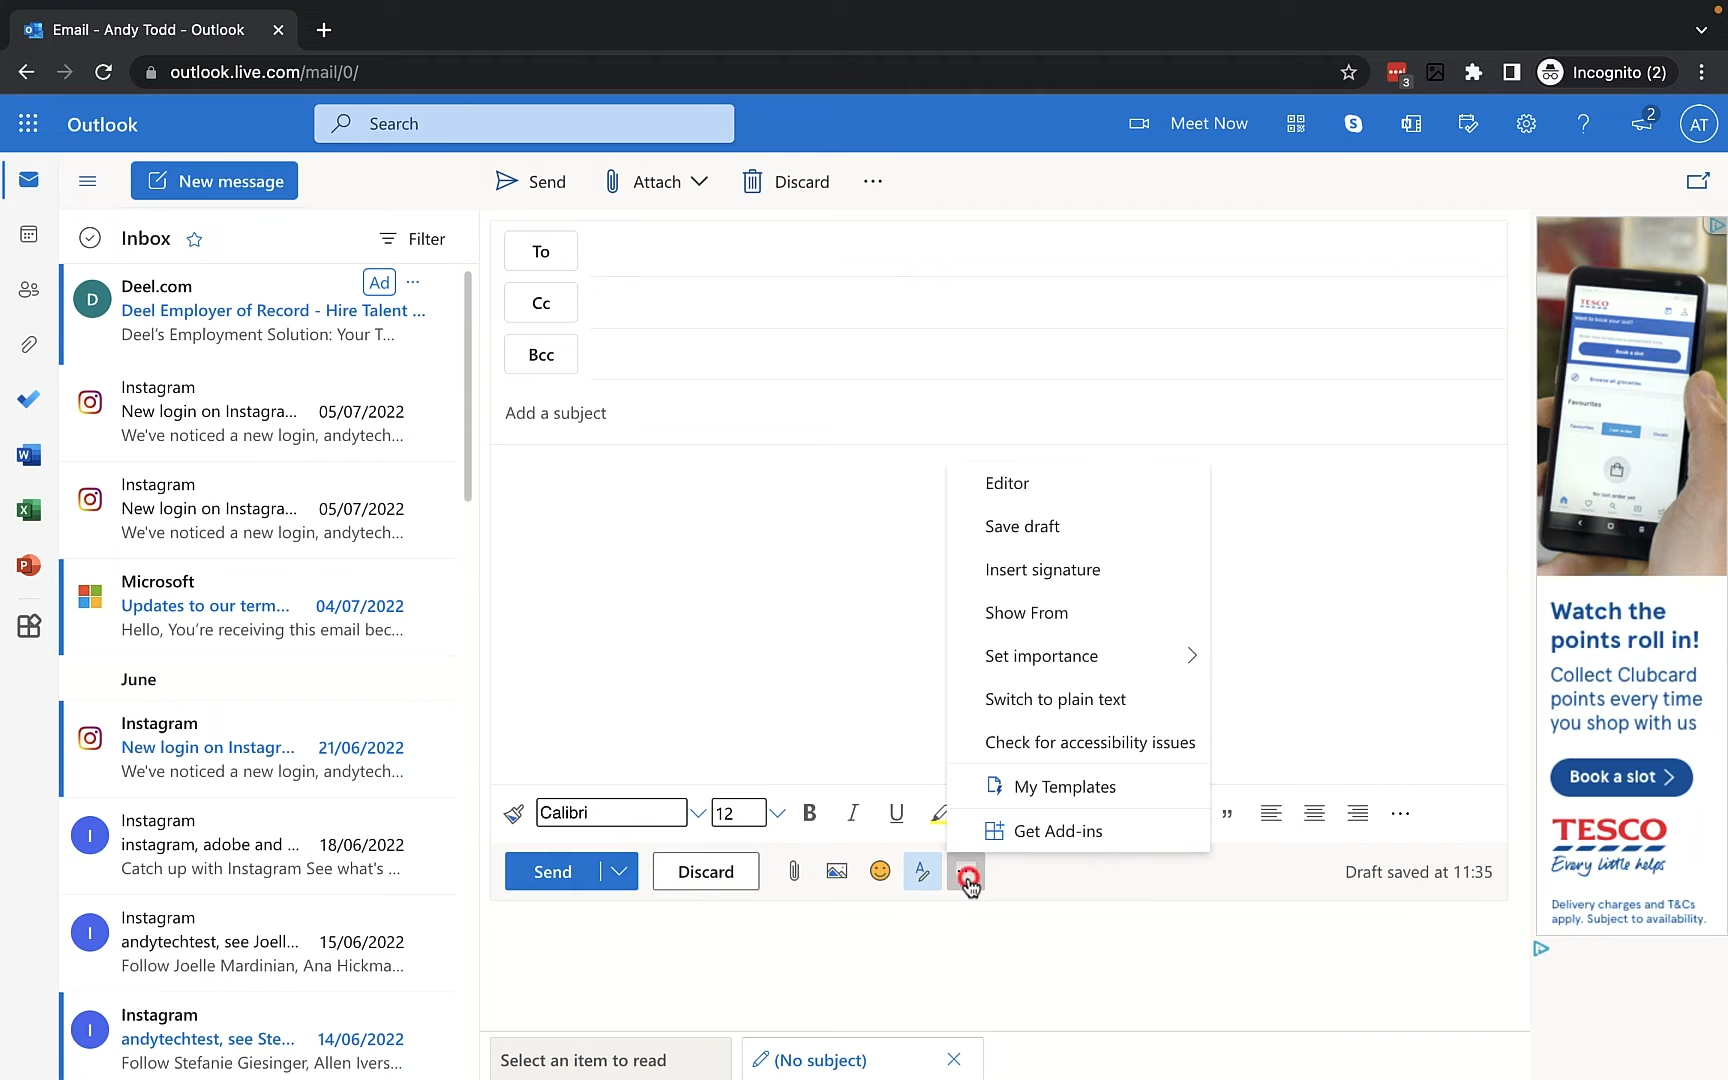 Email - Andy Todd - Outlook
outlook.live.com/mail/0/
3
Incognito (2)
Outlook
Search
Meet Now
2
AT
New message
Send
Attach
Discard
Inbox
Filter
D
Deel.com
Ad
Deel Employer of Record - Hire Talent ...
Deel's Employment Solution: Your T...
Instagram
New login on Instagra... 05/07/2022
We've noticed a new login, andytech...
Instagram
New login on Instagra... 05/07/2022
We've noticed a new login, andytech...
Microsoft
Updates to our term... 04/07/2022
Hello, You're receiving this email bec...
June
Instagram
New login on Instagr... 21/06/2022
We've noticed a new login, andytech...
I
Instagram
instagram, adobe and ... 18/06/2022
Catch up with Instagram See what's ...
I
Instagram
andytechtest, see Joell... 15/06/2022
Follow Joelle Mardinian, Ana Hickma...
I
Instagram
andytechtest, see Ste... 14/06/2022
Follow Stefanie Giesinger, Allen Ivers...
W
X
P
To
Cc
Bcc
Add a subject
Editor
Save draft
Insert signature
Show From
Set importance
Switch to plain text
Check for accessibility issues
My Templates
Get Add-ins
Calibri
12
B
I
U
Send
Discard
Draft saved at 11:35
Select an item to read
(No subject)
TESCO
Book a slot
Browse all groceries
Favourites
Watch the
points roll in!
Collect Clubcard
points every time
you shop with us
Book a slot
TESCO
Every little helps
Delivery charges and T&Cs
apply. Subject to availability.